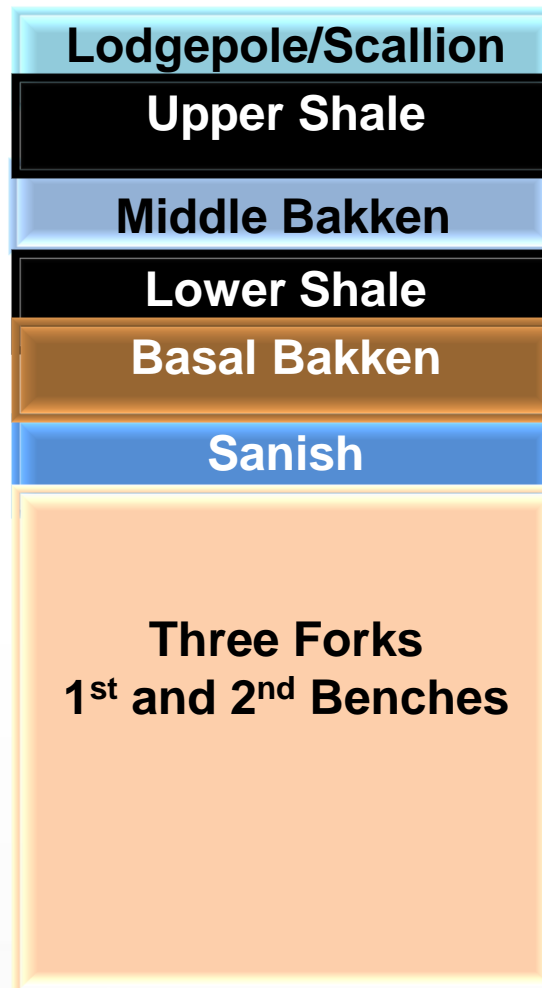 Lodgepole/Scallion
Upper Shale
Middle Bakken
Lower Shale
Basal Bakken
Sanish
Three Forks
1st and 2nd Benches